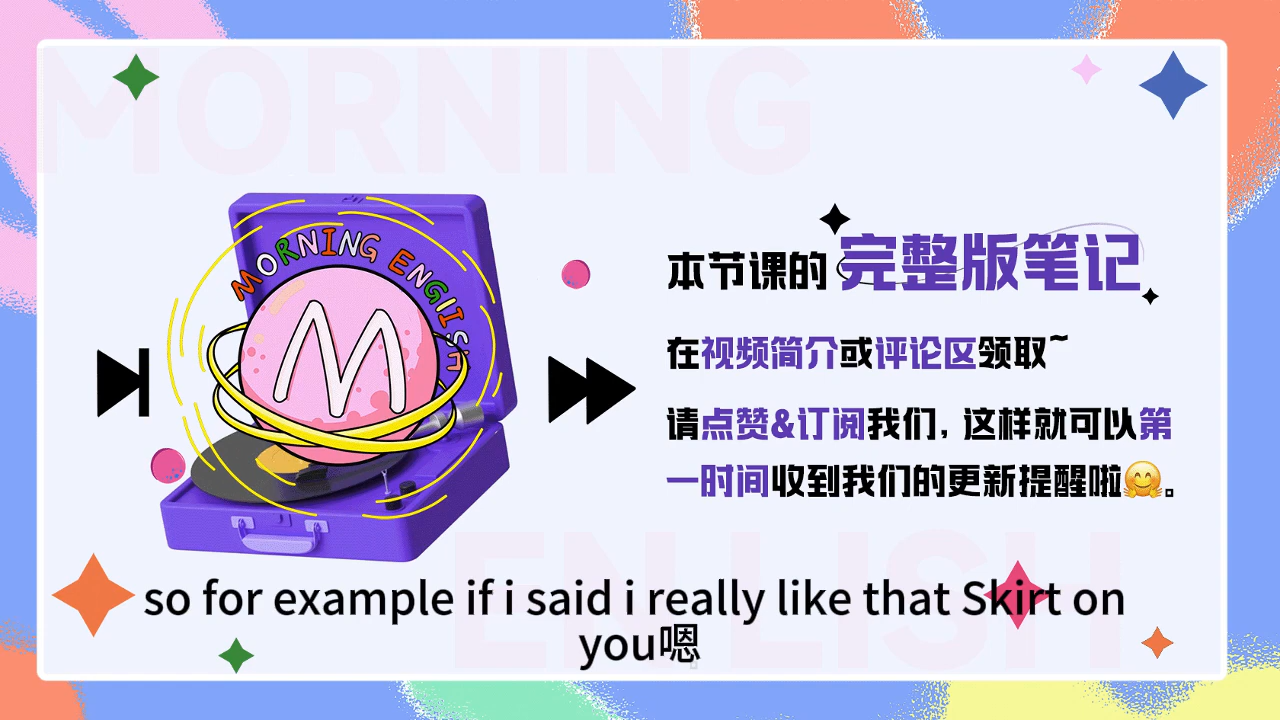 MORNING
MORNING ENGLISH
M
本节课的 完整版笔记
在视频简介或评论区领取~
请点赞&订阅我们, 这样就可以第
一时间收到我们的更新提醒啦🤗。
ENGLISH
so for example if i said i really like that Skirt on
you嗯